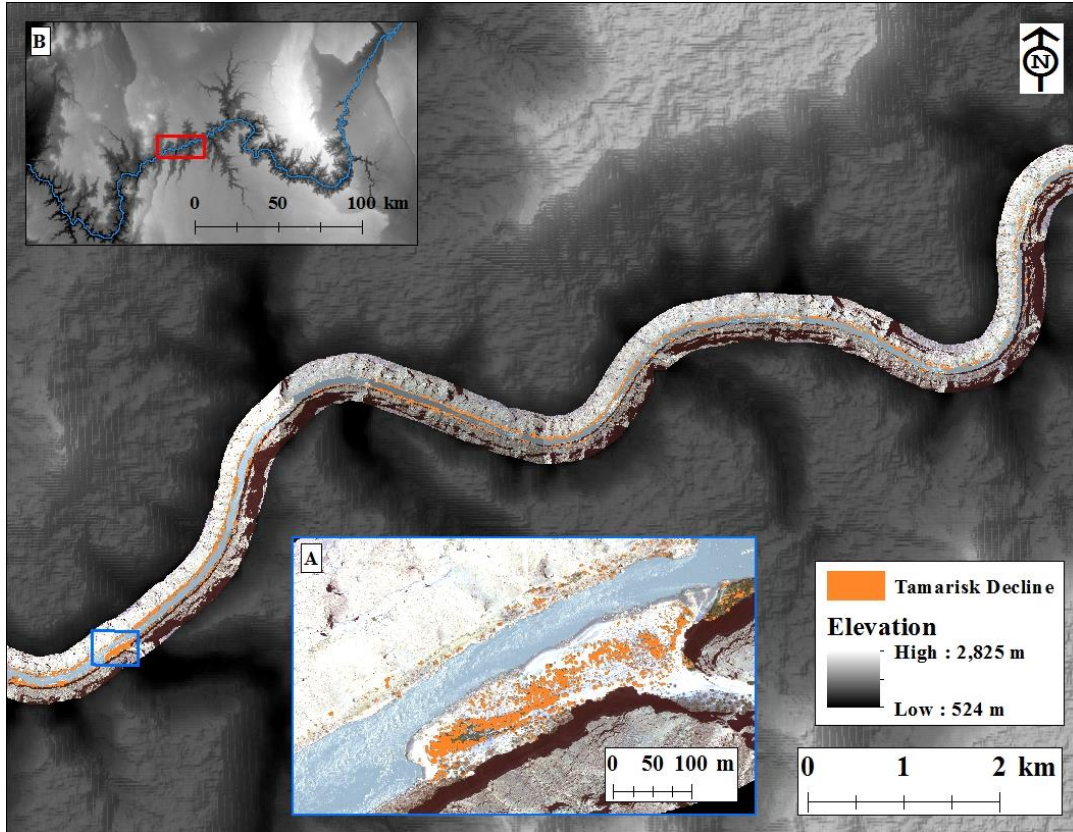 B
0 50 100 km
N
A
0 50 100 m
Tamarisk Decline
Elevation
High : 2,825 m
Low : 524 m
0 1 2 km